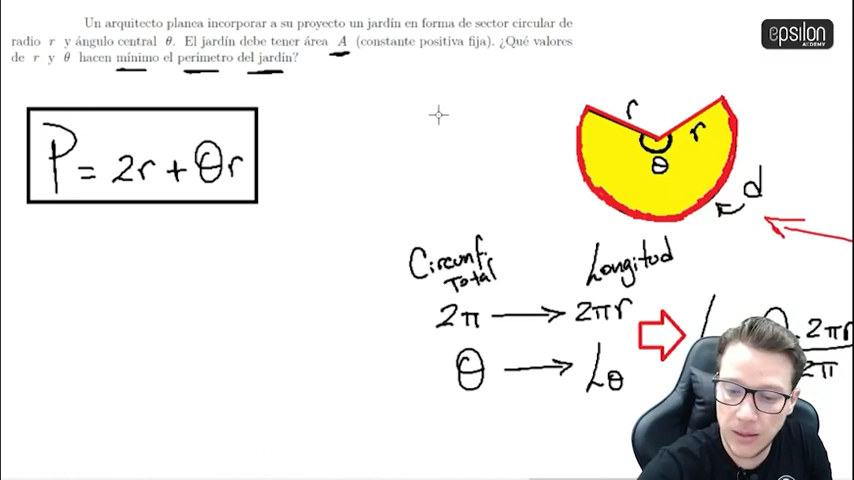 Un arquitecto planea incorporar a su proyecto un jardín en forma de sector circular de
radio r y ángulo central θ. El jardín debe tener área A (constante positiva fija). ¿Qué valores
de r y θ hacen mínimo el perímetro del jardín?
epsilon
ACADEMY
P = 2r + θr
r
r
θ
d
Circunf. Total
Longitud
2π → 2πr
θ → Lθ
θ . 2πr
2π